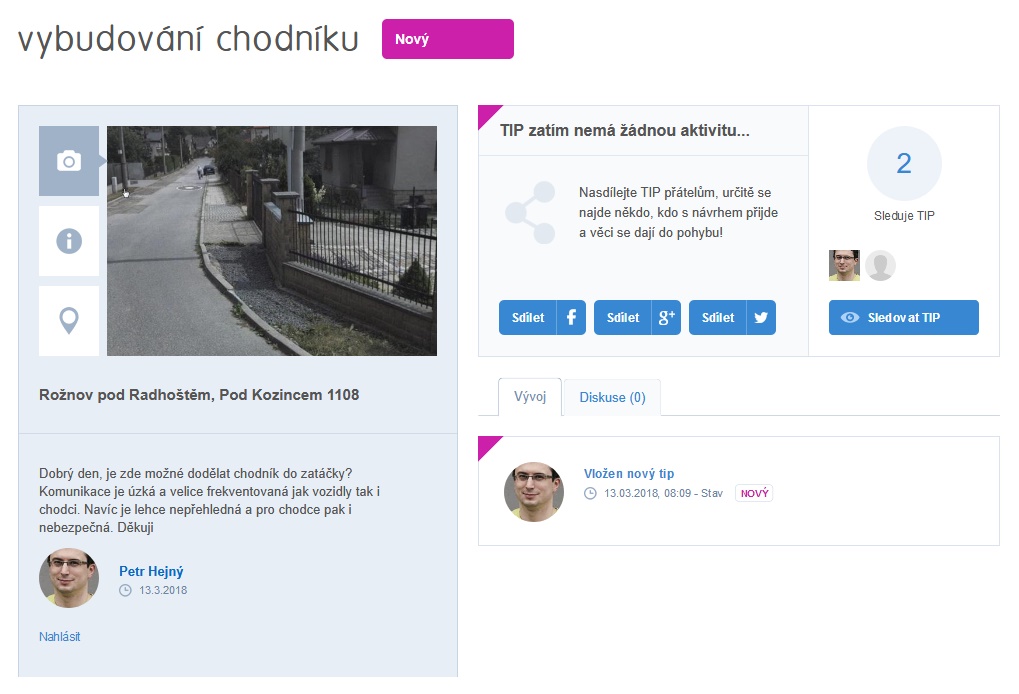 vybudování chodníku
Nový
Rožnov pod Radhoštěm, Pod Kozincem 1108
Dobrý den, je zde možné dodělat chodník do zatáčky?
Komunikace je úzká a velice frekventovaná jak vozidly tak i
chodci. Navíc je lehce nepřehledná a pro chodce pak i
nebezpečná. Děkuji
Petr Hejný
13.3.2018
Nahlásit
TIP zatím nemá žádnou aktivitu...
Nasdílejte TIP přátelům, určitě se
najde někdo, kdo s návrhem přijde
a věci se dají do pohybu!
Sdílet f
Sdílet g+
Sdílet
2
Sleduje TIP
Sledovat TIP
Vývoj
Diskuse (0)
Vložen nový tip
13.03.2018, 08:09 - Stav NOVÝ